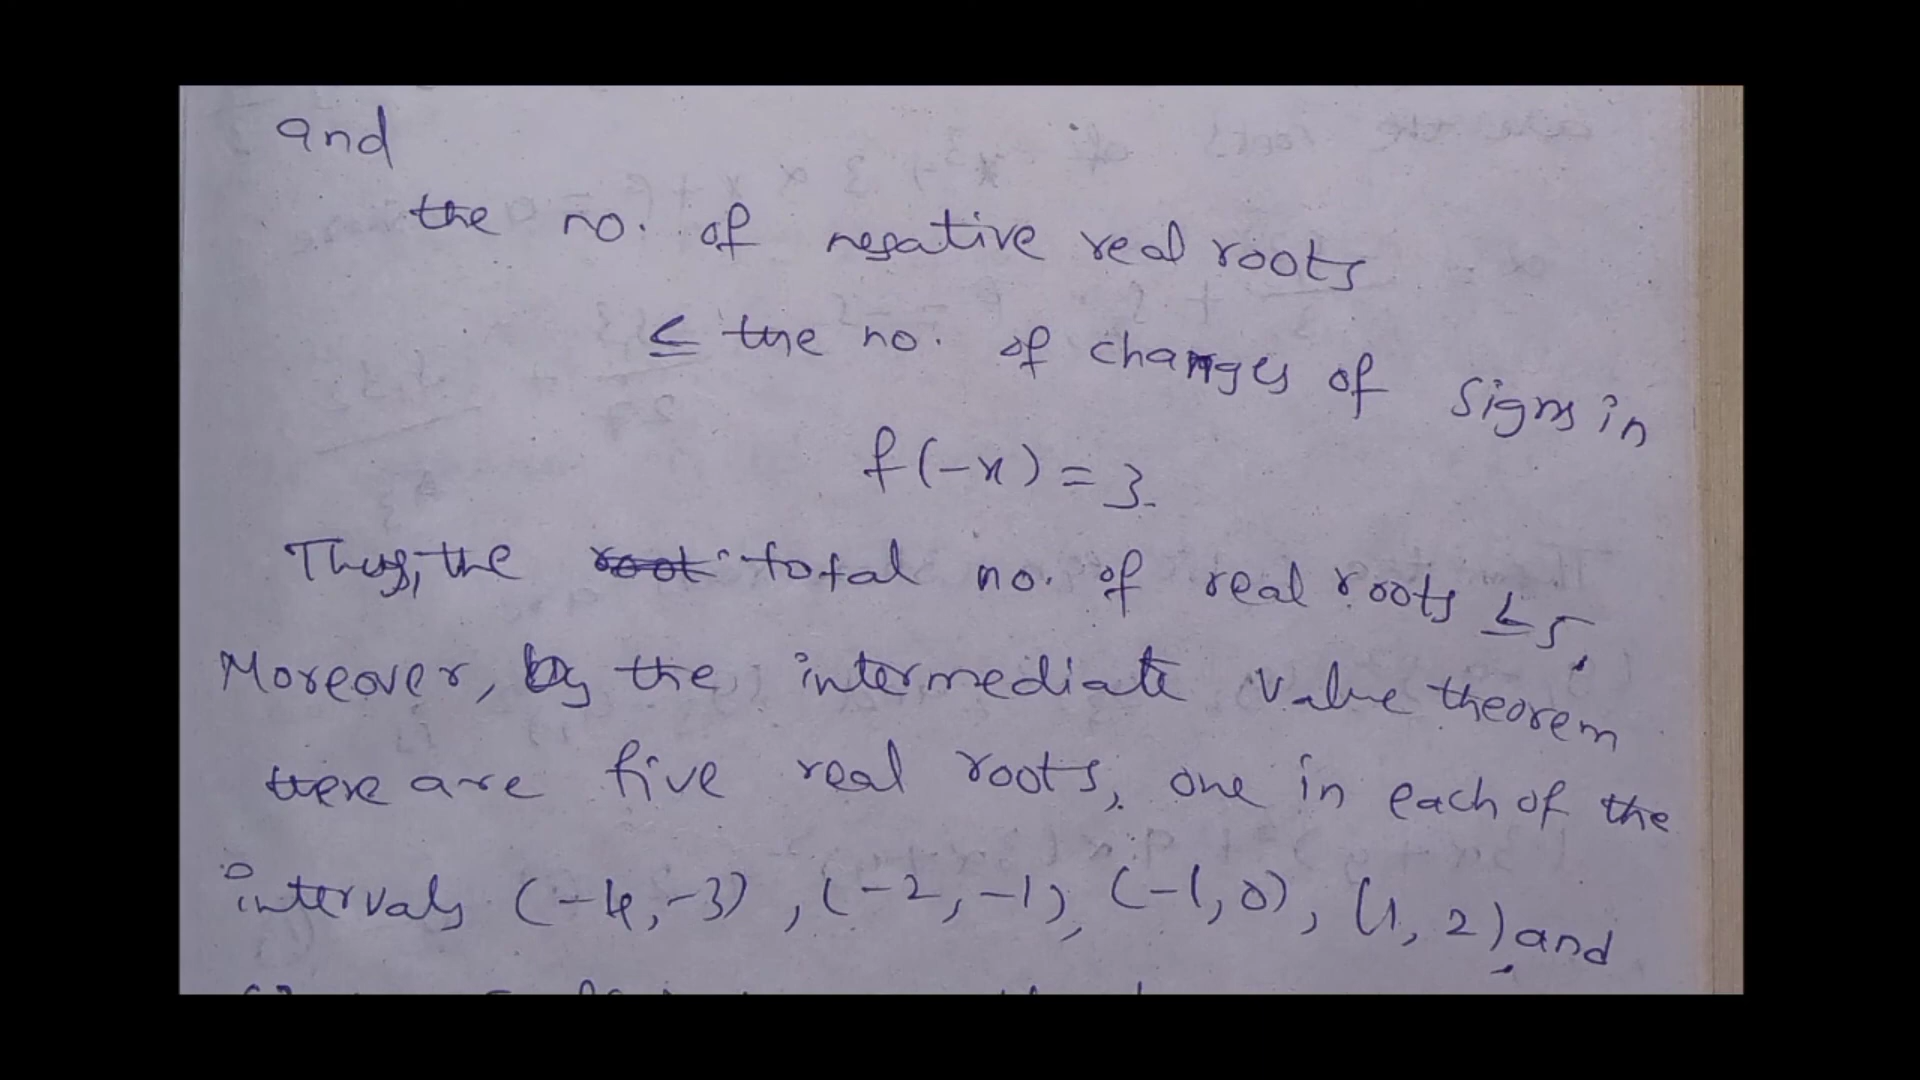 and
the no. of negative real roots
≤ the no. of changes of signs in
f(-x) = 3.
Thus, the root total no. of real roots ≤ 5.
Moreover, by the intermediate value theorem
there are five real roots, one in each of the
intervals (-4,-3), (-2,-1), (-1,0), (1,2) and